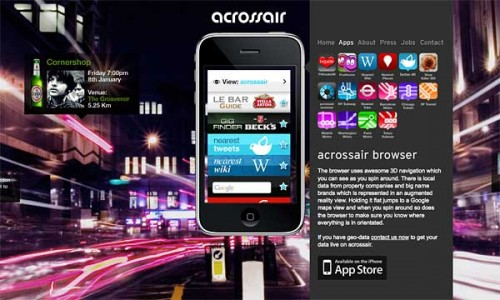 acrossair
Cornershop
Friday 7:00pm
8th January
Venue:
The Grosvenor
5.25 Km
View: acrossair
LE BAR
GUIDE
STELLA
ARTOIS
GIG
FINDER
BECK'S
nearest
tweets
nearest
wiki
W
Google
Home Apps About Press Jobs Contact
acrossair browser
The browser uses awesome 3D navigation which
you can see as you spin around. There is local
data from property companies and big name
brands which is represented in an augmented
reality view. Holding it flat jumps to a Google
maps view and when you spin around so does
the browser to make sure you know where
everything is in orientated.
If you have geo-data contact us now to get your
data live on acrossair.
Available on the iPhone
App Store